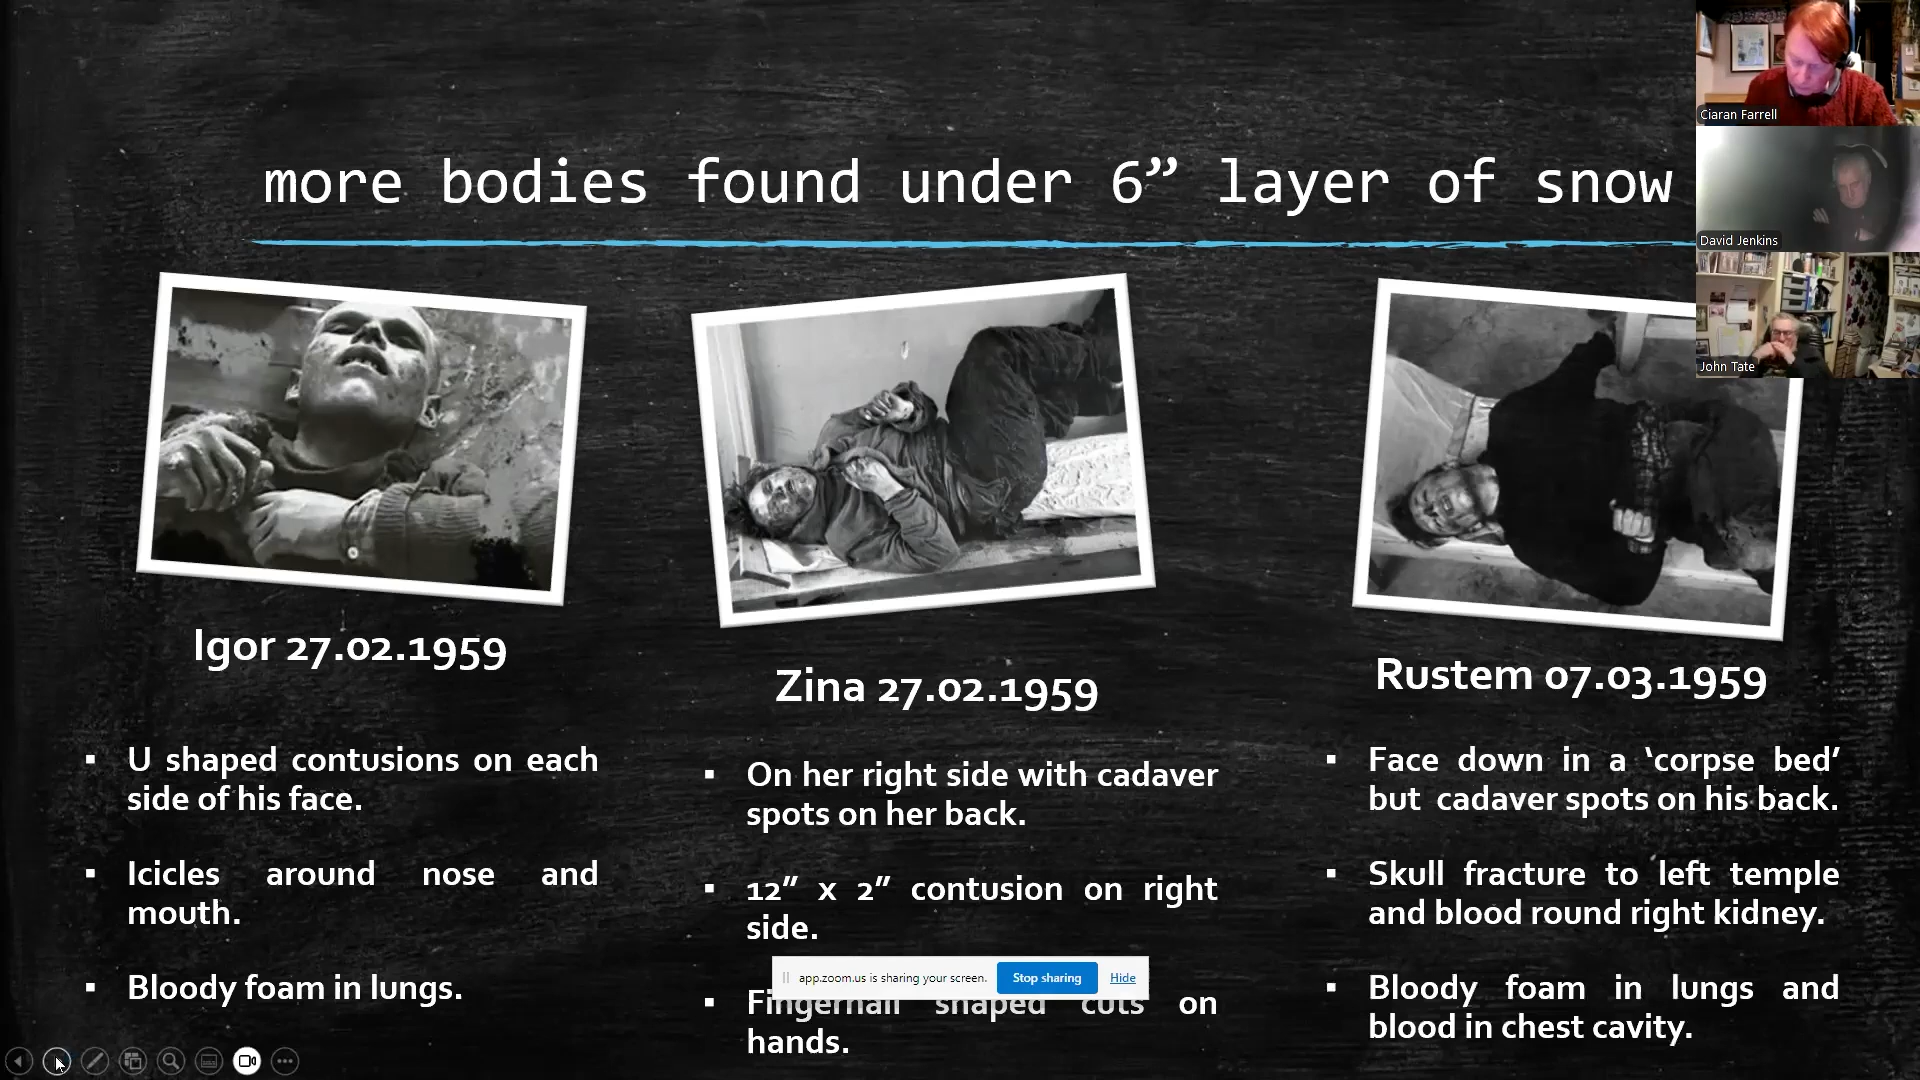 more bodies found under 6” layer of snow
Ciaran Farrell
David Jenkins
John Tate
Igor 27.02.1959
▪ U shaped contusions on each
side of his face.
▪ Icicles around nose and
mouth.
▪ Bloody foam in lungs.
Zina 27.02.1959
▪ On her right side with cadaver
spots on her back.
▪ 12” x 2” contusion on right
side.
▪ Fingernail shaped cuts on
hands.
Rustem 07.03.1959
▪ Face down in a ‘corpse bed’
but cadaver spots on his back.
▪ Skull fracture to left temple
and blood round right kidney.
▪ Bloody foam in lungs and
blood in chest cavity.
app.zoom.us is sharing your screen. Stop sharing Hide